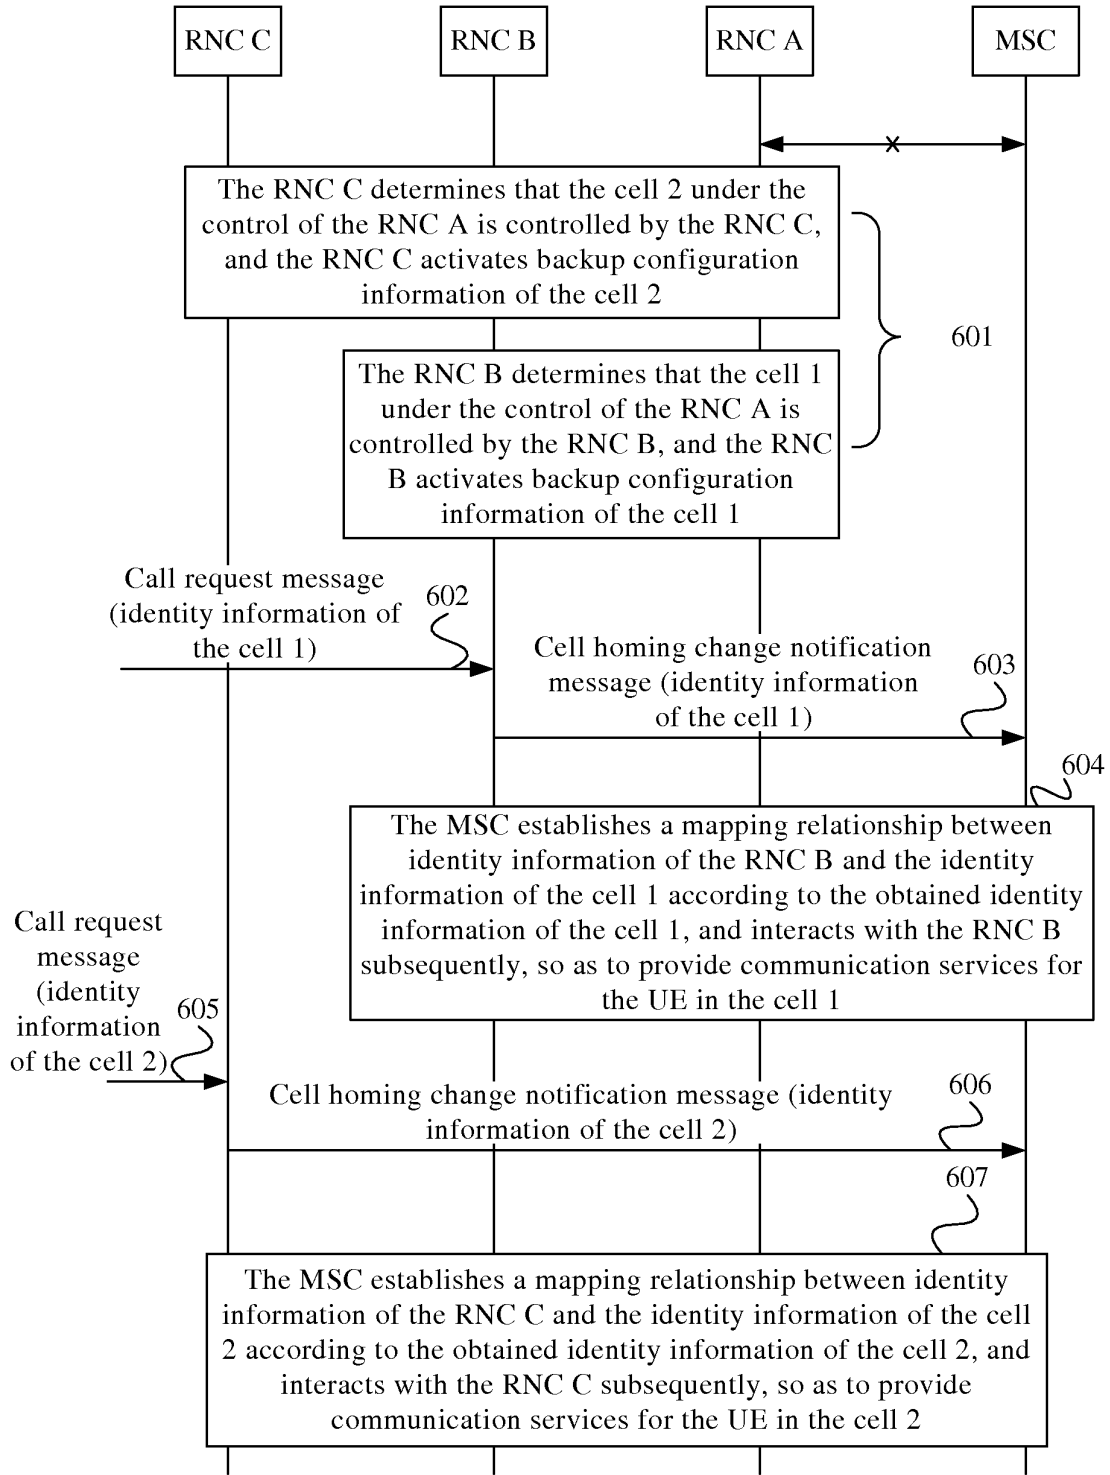 RNC C
RNC B
RNC A
MSC
The RNC C determines that the cell 2 under the
control of the RNC A is controlled by the RNC C,
and the RNC C activates backup configuration
information of the cell 2
601
The RNC B determines that the cell 1
under the control of the RNC A is
controlled by the RNC B, and the RNC
B activates backup configuration
information of the cell 1
Call request message
(identity information of
the cell 1)
602
Cell homing change notification
message (identity information
of the cell 1)
603
604
The MSC establishes a mapping relationship between
identity information of the RNC B and the identity
information of the cell 1 according to the obtained identity
information of the cell 1, and interacts with the RNC B
subsequently, so as to provide communication services for
the UE in the cell 1
Call request
message
(identity
information
of the cell 2)
605
Cell homing change notification message (identity
information of the cell 2)
606
607
The MSC establishes a mapping relationship between identity
information of the RNC C and the identity information of the cell
2 according to the obtained identity information of the cell 2, and
interacts with the RNC C subsequently, so as to provide
communication services for the UE in the cell 2